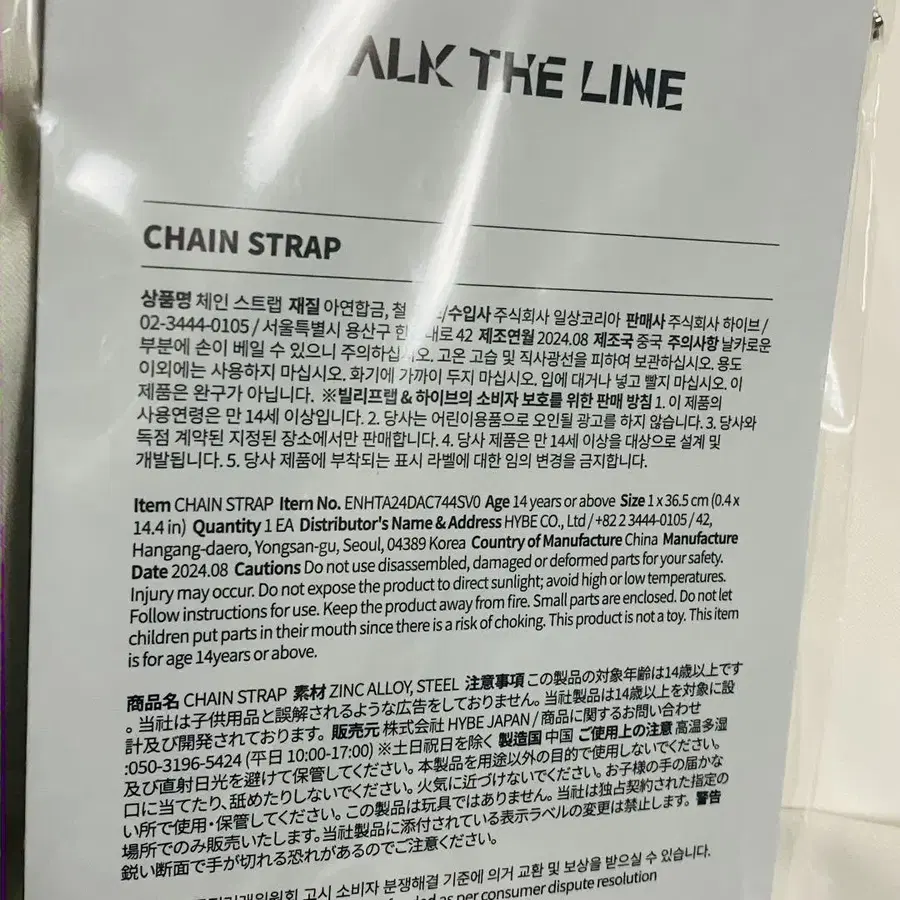 ALK THE LINE
CHAIN STRAP
상품명 체인 스트랩 재질 아연합금, 철 /수입사 주식회사 일상코리아 판매사 주식회사 하이브 /
02-3444-0105 / 서울특별시 용산구 한 대로 42 제조연월 2024.08 제조국 중국 주의사항 날카로운
부분에 손이 베일 수 있으니 주의하십시오. 고온 고습 및 직사광선을 피하여 보관하십시오. 용도
이외에는 사용하지 마십시오. 화기에 가까이 두지 마십시오. 입에 대거나 넣고 빨지 마십시오. 이
제품은 완구가 아닙니다. ※빌리프랩 & 하이브의 소비자 보호를 위한 판매 방침 1. 이 제품의
사용연령은 만 14세 이상입니다. 2. 당사는 어린이용품으로 오인될 광고를 하지 않습니다. 3. 당사와
독점 계약된 지정된 장소에서만 판매합니다. 4. 당사 제품은 만 14세 이상을 대상으로 설계 및
개발됩니다. 5. 당사 제품에 부착되는 표시 라벨에 대한 임의 변경을 금지합니다.
Item CHAIN STRAP Item No. ENHTA24DAC744SV0 Age 14 years or above Size 1 x 36.5 cm (0.4 x
14.4 in) Quantity 1 EA Distributor's Name & Address HYBE CO., Ltd / +82 2 3444-0105 / 42,
Hangang-daero, Yongsan-gu, Seoul, 04389 Korea Country of Manufacture China Manufacture
Date 2024.08 Cautions Do not use disassembled, damaged or deformed parts for your safety.
Injury may occur. Do not expose the product to direct sunlight; avoid high or low temperatures.
Follow instructions for use. Keep the product away from fire. Small parts are enclosed. Do not let
children put parts in their mouth since there is a risk of choking. This product is not a toy. This item
is for age 14years or above.
商品名 CHAIN STRAP 素材 ZINC ALLOY, STEEL 注意事項 この製品の対象年齢は14歳以上です
。当社は子供用品と誤解されるような広告をしておりません。当社製品は14歳以上を対象に設
計及び開発されております。販売元 株式会社 HYBE JAPAN / 商品に関するお問い合わせ
:050-3196-5424 (平日 10:00-17:00) ※土日祝日を除く 製造国 中国 ご使用上の注意 高温多湿
及び直射日光を避けて保管してください。本製品を用途以外の目的で使用しないでください。
口に当てたり、舐めたりしないでください。火気に近づけないでください。お子様の手の届かな
い所で使用・保管してください。この製品は玩具ではありません。当社は独占契約された指定の
場所でのみ販売いたします。当社製品に添付されている表示ラベルの変更は禁止します。警告
鋭い断面で手が切れる恐れがあるのでご注意ください。
고시 소비자 분쟁해결 기준에 의거 교환 및 보상을 받으실 수 있습니다.
as per consumer dispute resolution